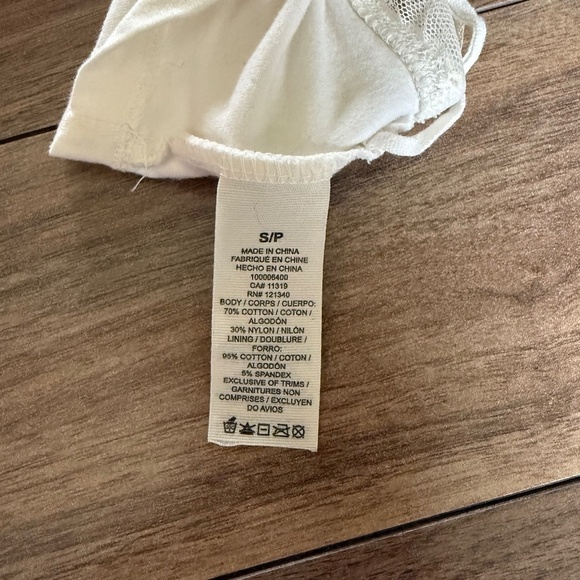 S/P
MADE IN CHINA
FABRIQUÉ EN CHINE
HECHO EN CHINA
100006400
CA# 11319
RN# 121340
BODY / CORPS / CUERPO:
70% COTTON / COTON /
ALGODÓN
30% NYLON / NILÓN
LINING / DOUBLURE /
FORRO:
95% COTTON / COTON /
ALGODÓN
5% SPANDEX
EXCLUSIVE OF TRIMS /
GARNITURES NON
COMPRISES / EXCLUYEN
DO AVIOS